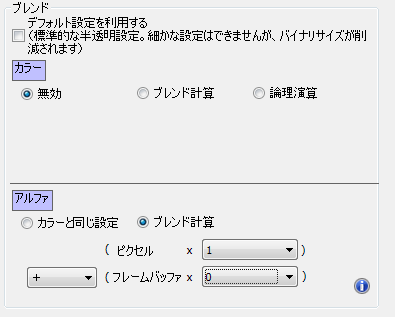 ブレンド
デフォルト設定を利用する
(標準的な半透明設定。細かな設定はできませんが、バイナリサイズが削
減されます)
カラー
無効 ブレンド計算 論理演算
アルファ
カラーと同じ設定 ブレンド計算
( ピクセル x 1 )
+ (フレームバッファ x 0 )